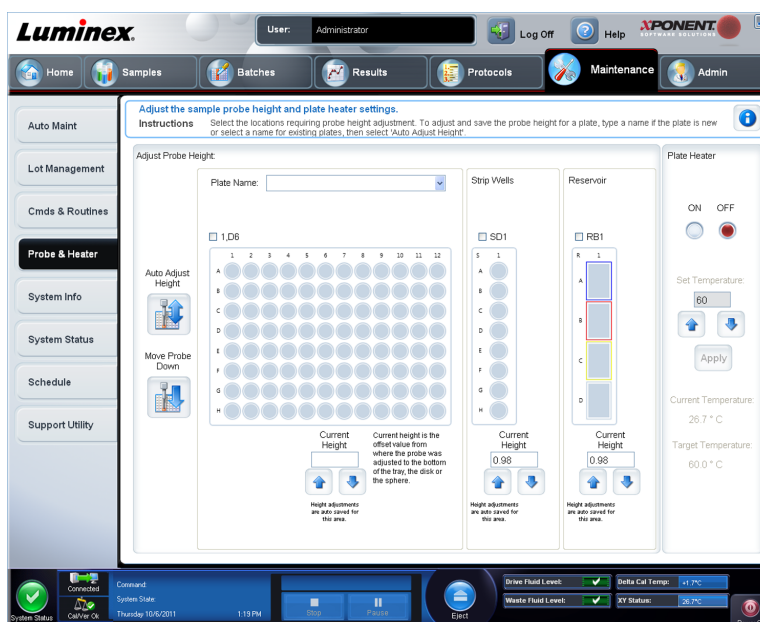 Luminex.
User: Administrator
Log Off
Help
XPONENT
SOFTWARE SOLUTIONS
Home
Samples
Batches
Results
Protocols
Maintenance
Admin
Adjust the sample probe height and plate heater settings.
Instructions
Select the locations requiring probe height adjustment. To adjust and save the probe height for a plate, type a name if the plate is new
or select a name for existing plates, then select 'Auto Adjust Height'.
Auto Maint
Lot Management
Cmds & Routines
Probe & Heater
System Info
System Status
Schedule
Support Utility
Adjust Probe Height:
Plate Name:
Auto Adjust
Height
Move Probe
Down
1,D6
1 2 3 4 5 6 7 8 9 10 11 12
A
B
C
D
E
F
G
H
Current
Height
Current height is the
offset value from
where the probe was
adjusted to the bottom
of the tray, the disk or
the sphere.
Height adjustments
are auto saved for
this area.
Strip Wells
SD1
S 1
A
B
C
D
E
F
G
H
Current
Height
0.98
Height adjustments
are auto saved for
this area.
Reservoir
RB1
R 1
A
B
C
D
Current
Height
0.98
Height adjustments
are auto saved for
this area.
Plate Heater
ON OFF
Set Temperature:
60
Apply
Current Temperature:
26.7 ° C
Target Temperature:
60.0 ° C
System Status
Connected
Cal/Ver Ok
Command:
System State:
Thursday 10/6/2011 1:19 PM
Stop
Pause
Eject
Drive Fluid Level:
Waste Fluid Level:
Delta Cal Temp: +1.7°C
XY Status: 26.7°C